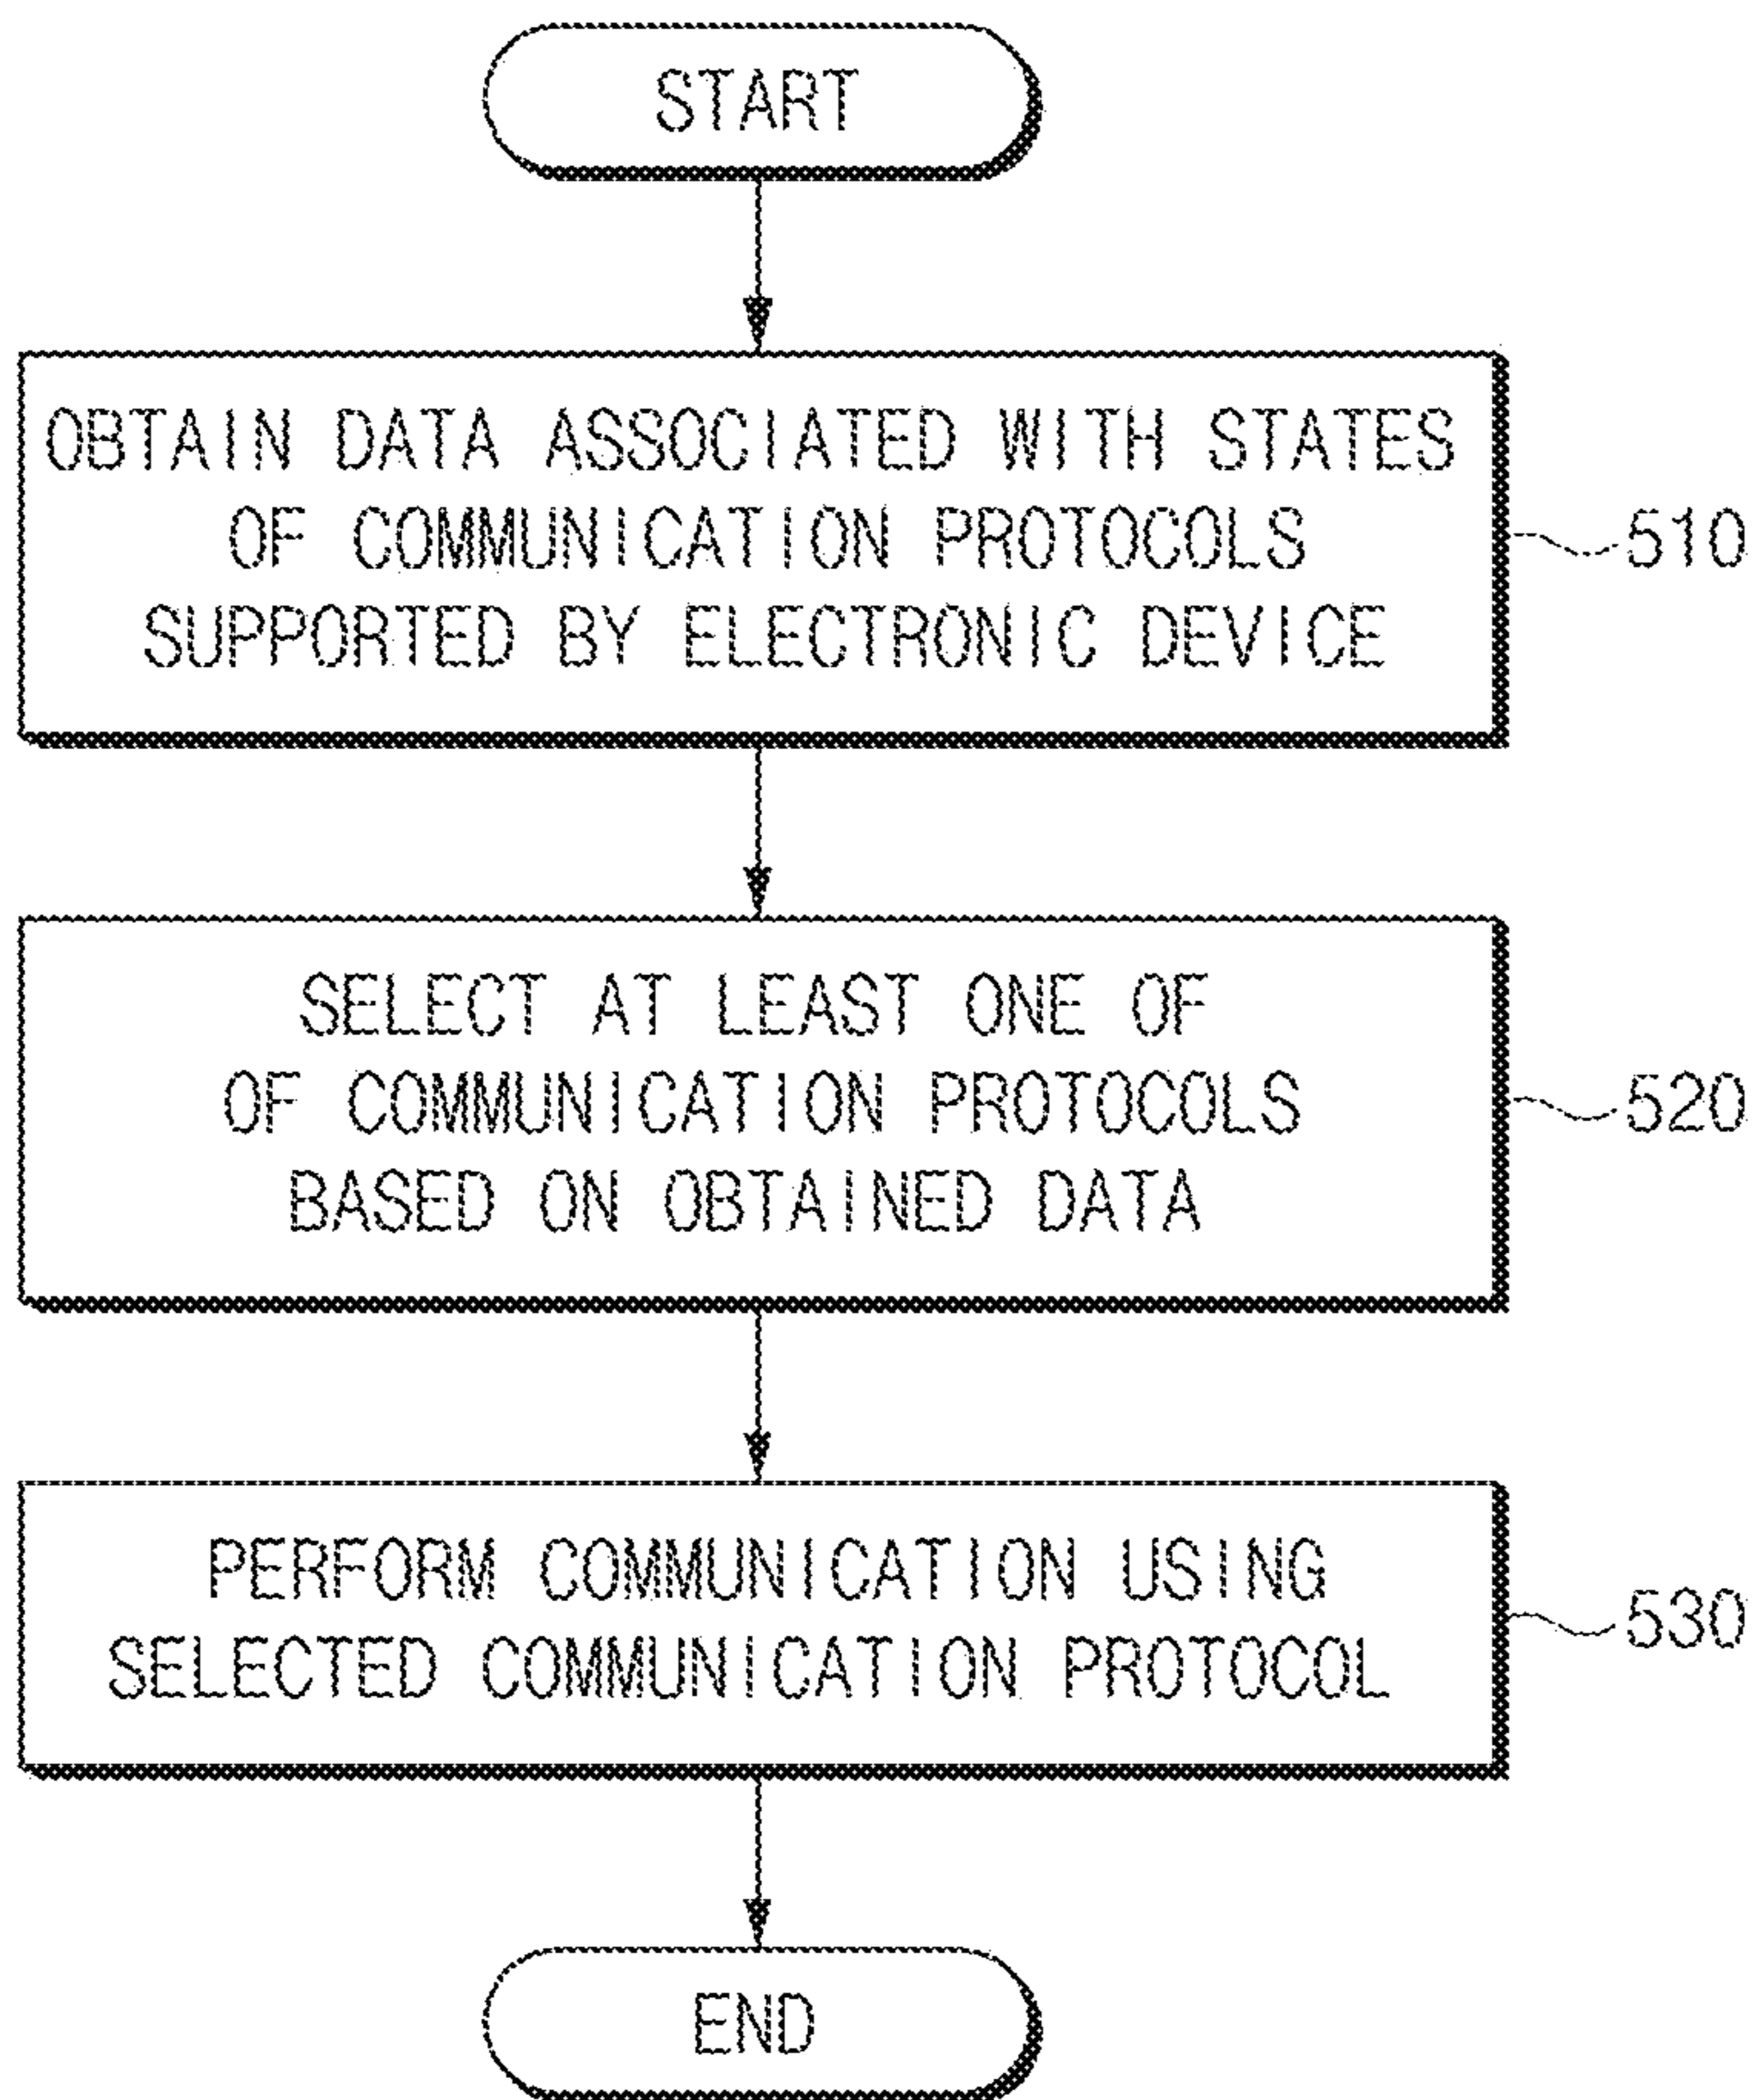 START
OBTAIN DATA ASSOCIATED WITH STATES
OF COMMUNICATION PROTOCOLS
SUPPORTED BY ELECTRONIC DEVICE
510
SELECT AT LEAST ONE OF
OF COMMUNICATION PROTOCOLS
BASED ON OBTAINED DATA
520
PERFORM COMMUNICATION USING
SELECTED COMMUNICATION PROTOCOL
530
END